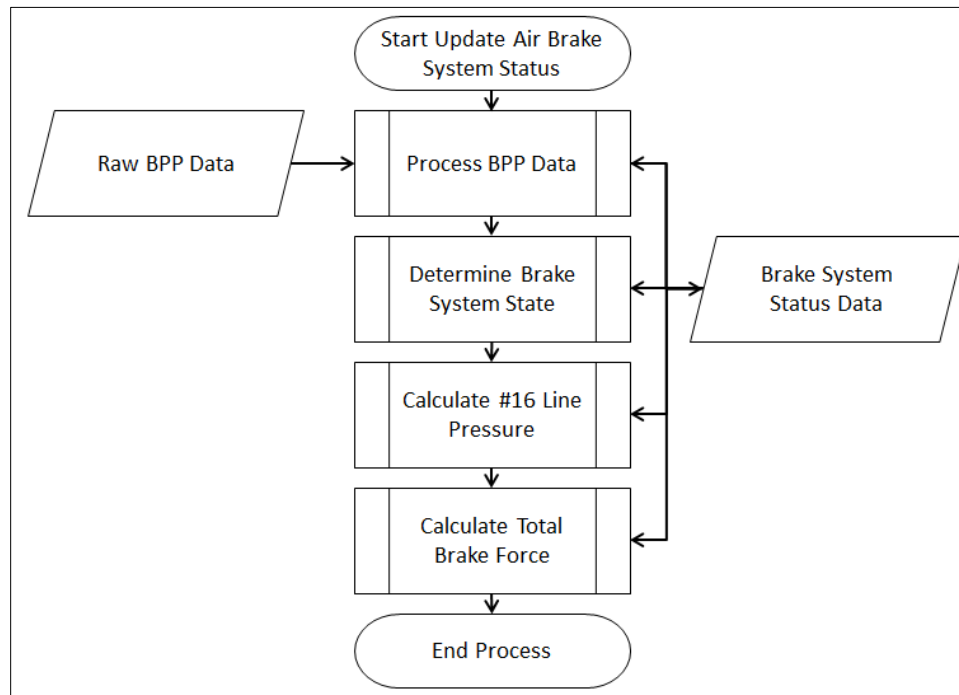 Start Update Air Brake
System Status
Raw BPP Data
Process BPP Data
Determine Brake
System State
Brake System
Status Data
Calculate #16 Line
Pressure
Calculate Total
Brake Force
End Process